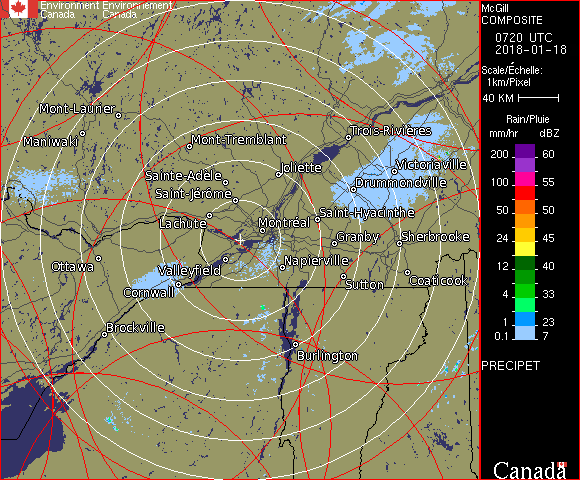 Environment Environnement
Canada Canada
McGill
COMPOSITE
0720 UTC
2018-01-18
Scale/Échelle:
1km/Pixel
40 KM
Rain/Pluie
mm/hr dBZ
200 60
100 55
50 50
24 45
12 40
4 33
1 23
0.1 7
PRECIPET
Canada
Mont-Laurier
Maniwaki
Mont-Tremblant
Trois-Rivières
Joliette
Victoriaville
Sainte-Adèle
Drummondville
Saint-Jérôme
Lachute
Saint-Hyacinthe
Montréal
Granby
Sherbrooke
Ottawa
Valleyfield
Napierville
Cornwall
Sutton
Coaticook
Brockville
Burlington